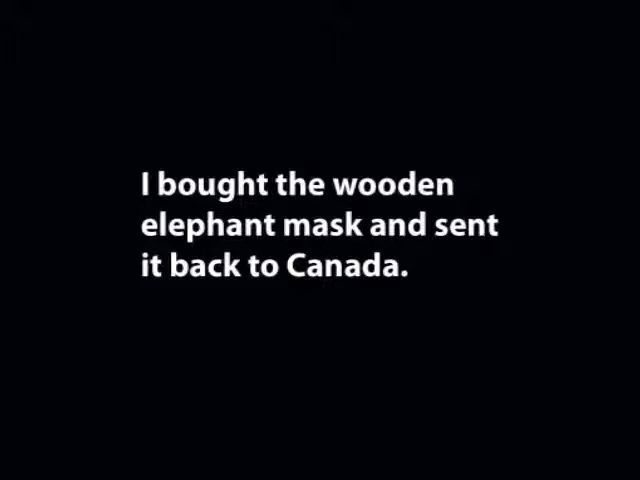 I bought the wooden
elephant mask and sent
it back to Canada.